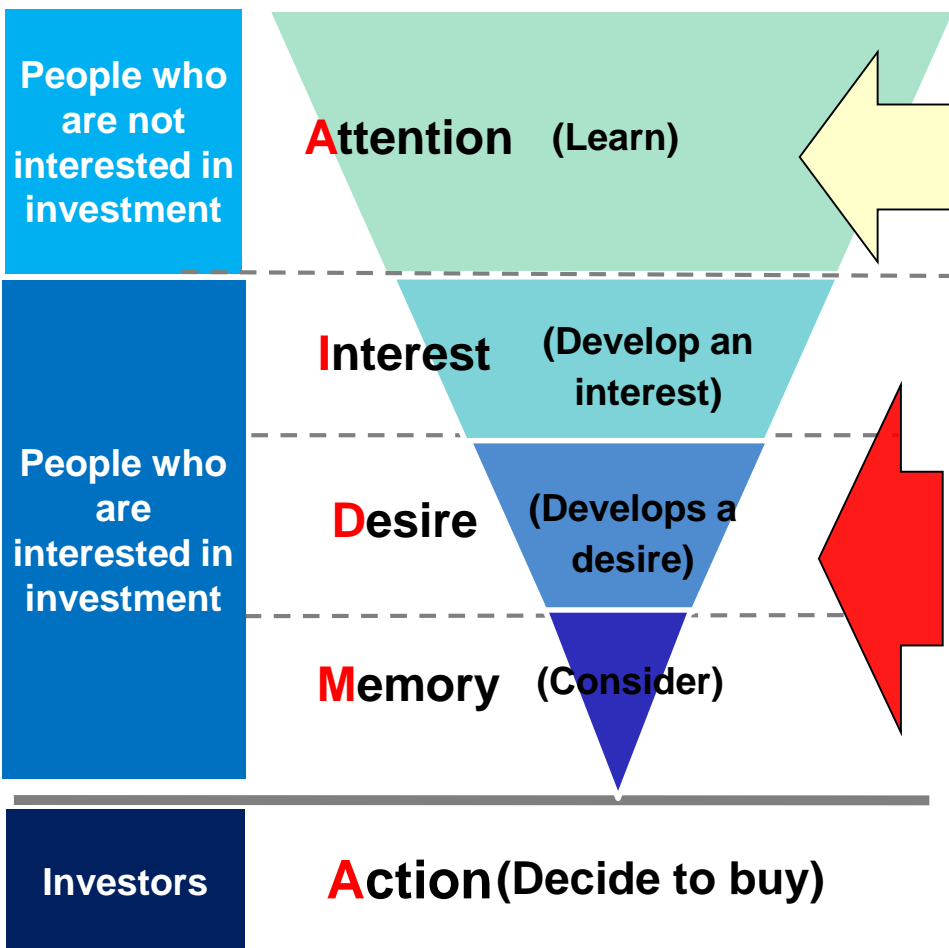 People who
are not
interested in
investment
Attention (Learn)
Interest
(Develop an
interest)
People who
are
interested in
investment
Desire
(Develops a
desire)
Memory (Consider)
Investors
Action (Decide to buy)